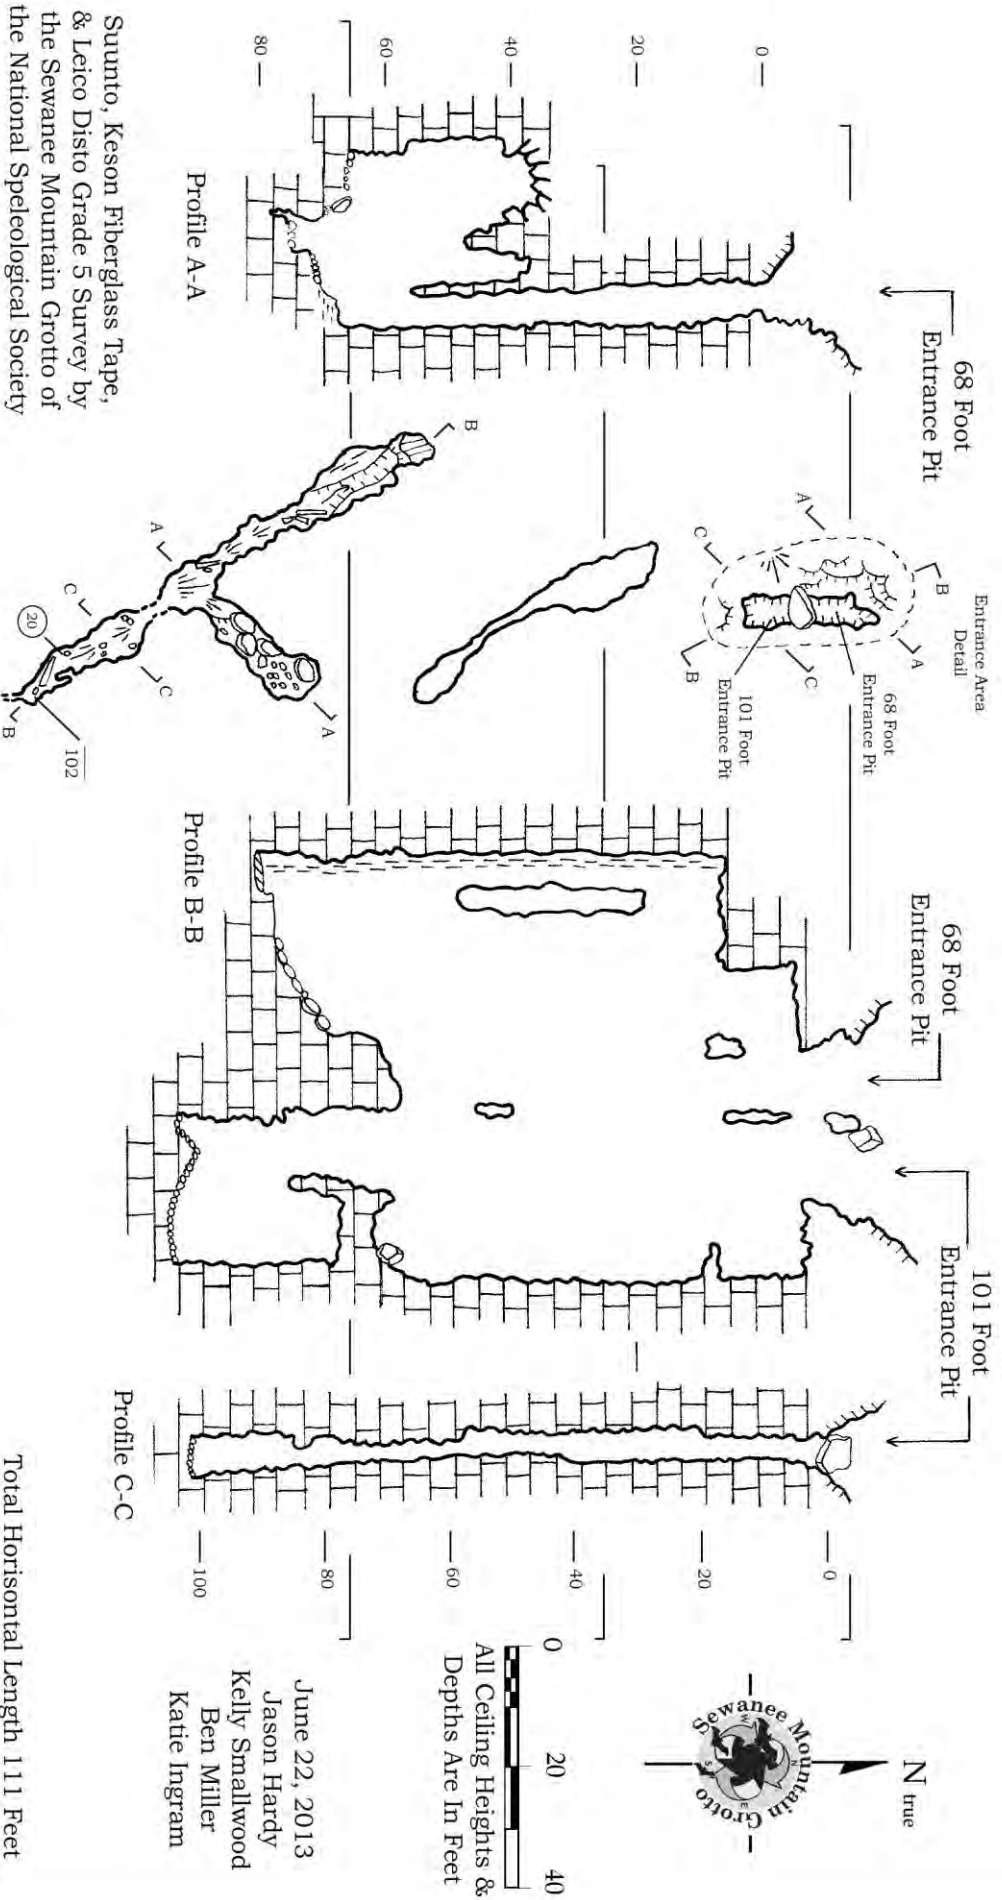 68 Foot
Entrance Pit
Entrance Area
Detail
68 Foot
Entrance Pit
101 Foot
Entrance Pit
A
A
B
B
C
C
68 Foot
Entrance Pit
101 Foot
Entrance Pit
N true
Sewanee Mountain Grotto
N
E
S
W
0
20
40
60
80
0
20
40
60
80
100
0
20
40
All Ceiling Heights &
Depths Are In Feet
B
A
A
C
C
B
20
102
Profile A-A
Profile B-B
Profile C-C
June 22, 2013
Jason Hardy
Kelly Smallwood
Ben Miller
Katie Ingram
Suunto, Keson Fiberglass Tape,
& Leico Disto Grade 5 Survey by
the Sewanee Mountain Grotto of
the National Speleological Society
Total Horisontal Length 111 Feet